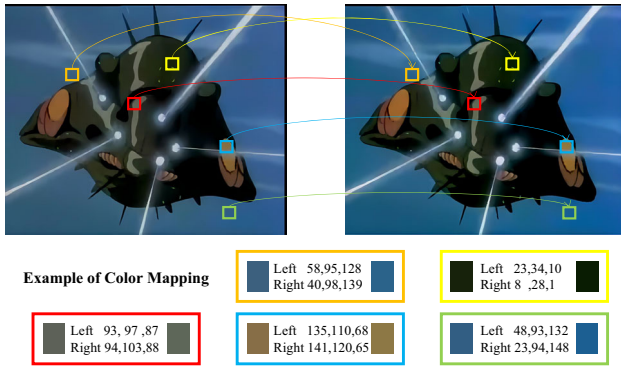 Example of Color Mapping
Left 58,95,128
Right 40,98,139
Left 23,34,10
Right 8 ,28,1
Left 93, 97 ,87
Right 94,103,88
Left 135,110,68
Right 141,120,65
Left 48,93,132
Right 23,94,148